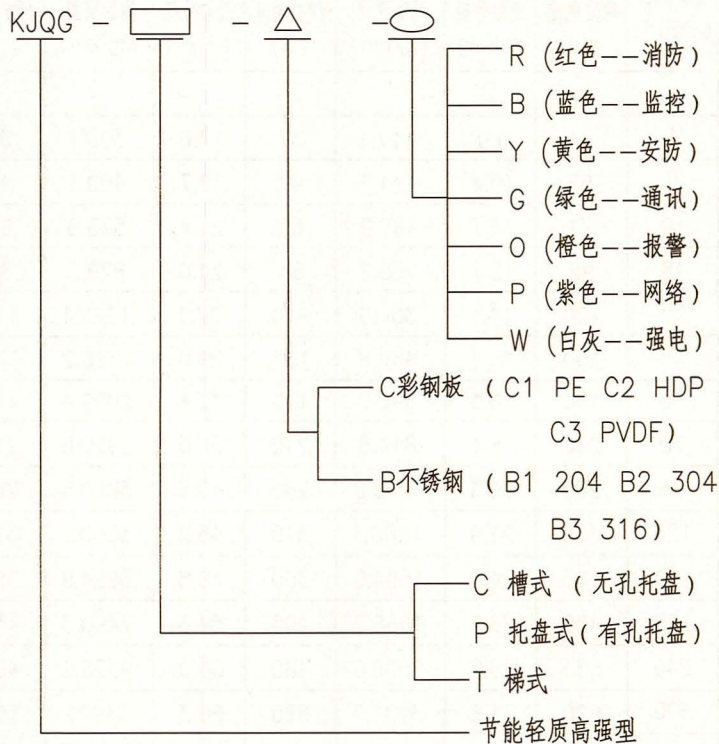 KJQG - □ - △ - ○
R (红色--消防)
B (蓝色--监控)
Y (黄色--安防)
G (绿色--通讯)
O (橙色--报警)
P (紫色--网络)
W (白灰--强电)
C彩钢板 (C1 PE C2 HDP
C3 PVDF)
B不锈钢 (B1 204 B2 304
B3 316)
C 槽式 (无孔托盘)
P 托盘式(有孔托盘)
T 梯式
节能轻质高强型